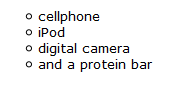 cellphone
iPod
digital camera
and a protein bar